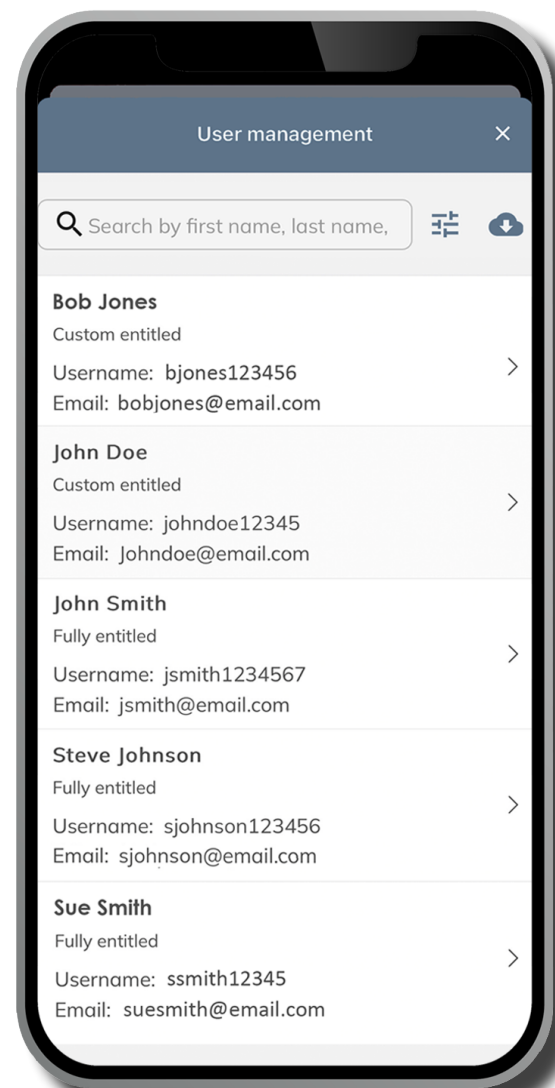 User management
Search by first name, last name,
Bob Jones
Custom entitled
Username: bjones123456
Email: bobjones@email.com
John Doe
Custom entitled
Username: johndoe12345
Email: Johndoe@email.com
John Smith
Fully entitled
Username: jsmith1234567
Email: jsmith@email.com
Steve Johnson
Fully entitled
Username: sjohnson123456
Email: sjohnson@email.com
Sue Smith
Fully entitled
Username: ssmith12345
Email: suesmith@email.com